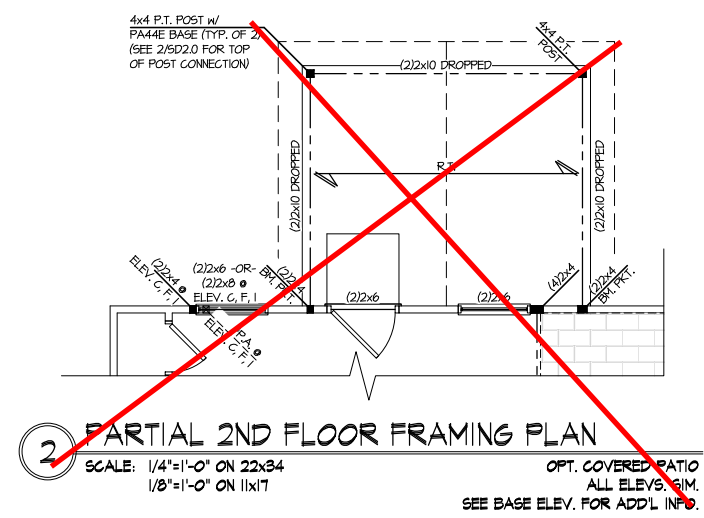 4x4 P.T. POST w/
PA44E BASE (TYP. OF 2)
(SEE 2/SD2.0 FOR TOP
OF POST CONNECTION)
4x4 P.T.
POST
(2)2x10 DROPPED
(2)2x10 DROPPED
(2)2x10 DROPPED
R.T.
(2)2x4 @
ELEV. C, F, I
(2)2x6 -OR-
(2)2x8 @
ELEV. C, F, I
(2)2x4
BM. PKT.
(2)2x6
(2)2x6
(4)2x4
(2)2x4
BM. PKT.
P.A. @
ELEV. C, F, I
2
PARTIAL 2ND FLOOR FRAMING PLAN
SCALE: 1/4"=1'-0" ON 22x34
1/8"=1'-0" ON 11x17
OPT. COVERED PATIO
ALL ELEVS. SIM.
SEE BASE ELEV. FOR ADD'L INFO.